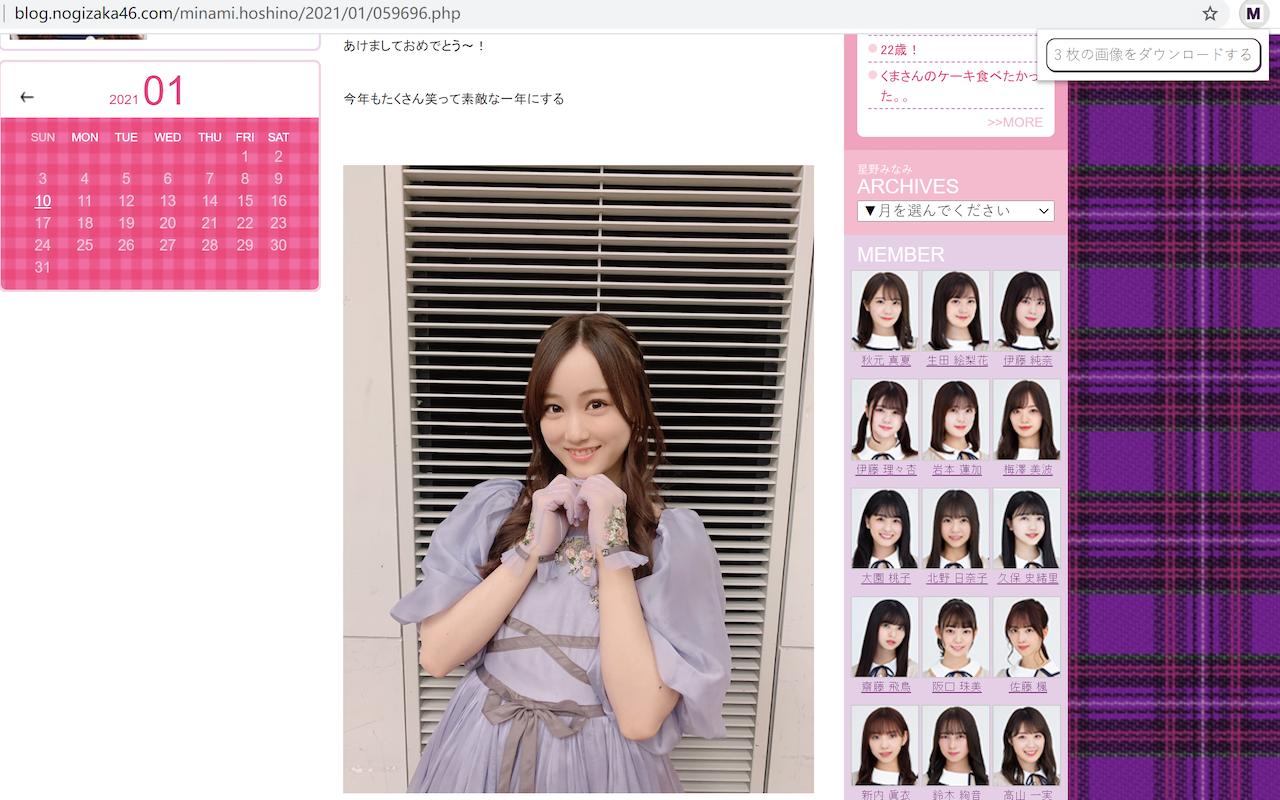 blog.nogizaka46.com/minami.hoshino/2021/01/059696.php
M
3 枚の画像をダウンロードする
← 2021 01
SUN MON TUE WED THU FRI SAT
1 2
3 4 5 6 7 8 9
10 11 12 13 14 15 16
17 18 19 20 21 22 23
24 25 26 27 28 29 30
31
あけましておめでとう〜！
今年もたくさん笑って素敵な一年にする
22歳！
くまさんのケーキ食べたかっ
た。。
>>MORE
星野みなみ
ARCHIVES
▼月を選んでください
MEMBER
秋元 真夏 生田 絵梨花 伊藤 純奈
伊藤 理々杏 岩本 蓮加 梅澤 美波
大園 桃子 北野 日奈子 久保 史緒里
齋藤 飛鳥 阪口 珠美 佐藤 楓
新内 眞衣 鈴木 絢音 高山 一実